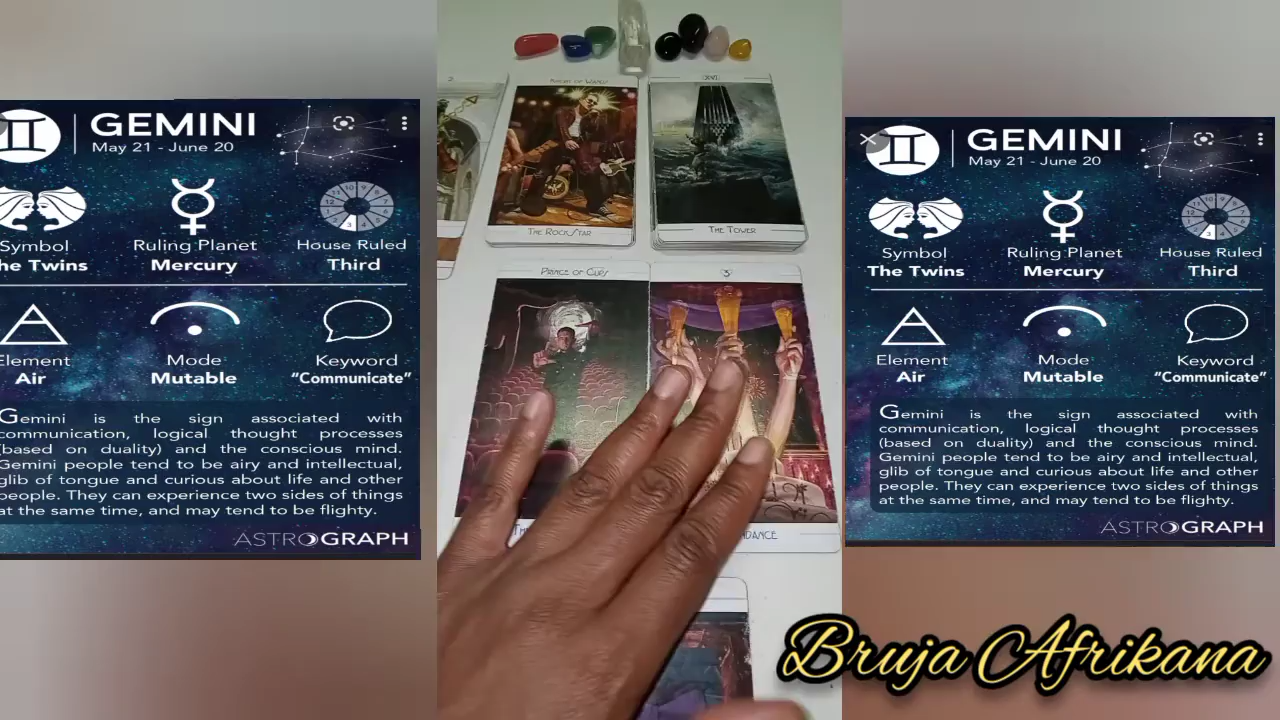 GEMINI
May 21 - June 20
Symbol
The Twins
Ruling Planet
Mercury
House Ruled
Third
Element
Air
Mode
Mutable
Keyword
"Communicate"
Gemini is the sign associated with
communication, logical thought processes
(based on duality) and the conscious mind.
Gemini people tend to be airy and intellectual,
glib of tongue and curious about life and other
people. They can experience two sides of things
at the same time, and may tend to be flighty.
ASTROGRAPH
THE ROCK STAR
XVI
THE TOWER
PRINCE OF CUPS
3
GEMINI
May 21 - June 20
Symbol
The Twins
Ruling Planet
Mercury
House Ruled
Third
Element
Air
Mode
Mutable
Keyword
"Communicate"
Gemini is the sign associated with
communication, logical thought processes
(based on duality) and the conscious mind.
Gemini people tend to be airy and intellectual,
glib of tongue and curious about life and other
people. They can experience two sides of things
at the same time, and may tend to be flighty.
ASTROGRAPH
Bruja Afrikana